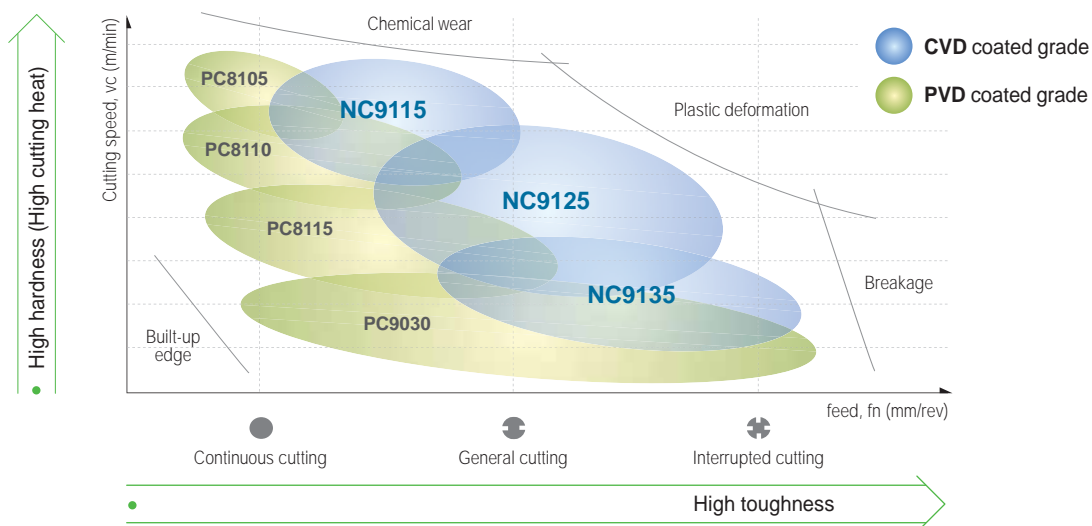 Chemical wear
CVD coated grade
PVD coated grade
PC8105
NC9115
Plastic deformation
PC8110
NC9125
PC8115
NC9135
Breakage
PC9030
Built-up
edge
Cutting speed, vc (m/min)
High hardness (High cutting heat)
feed, fn (mm/rev)
Continuous cutting
General cutting
Interrupted cutting
High toughness